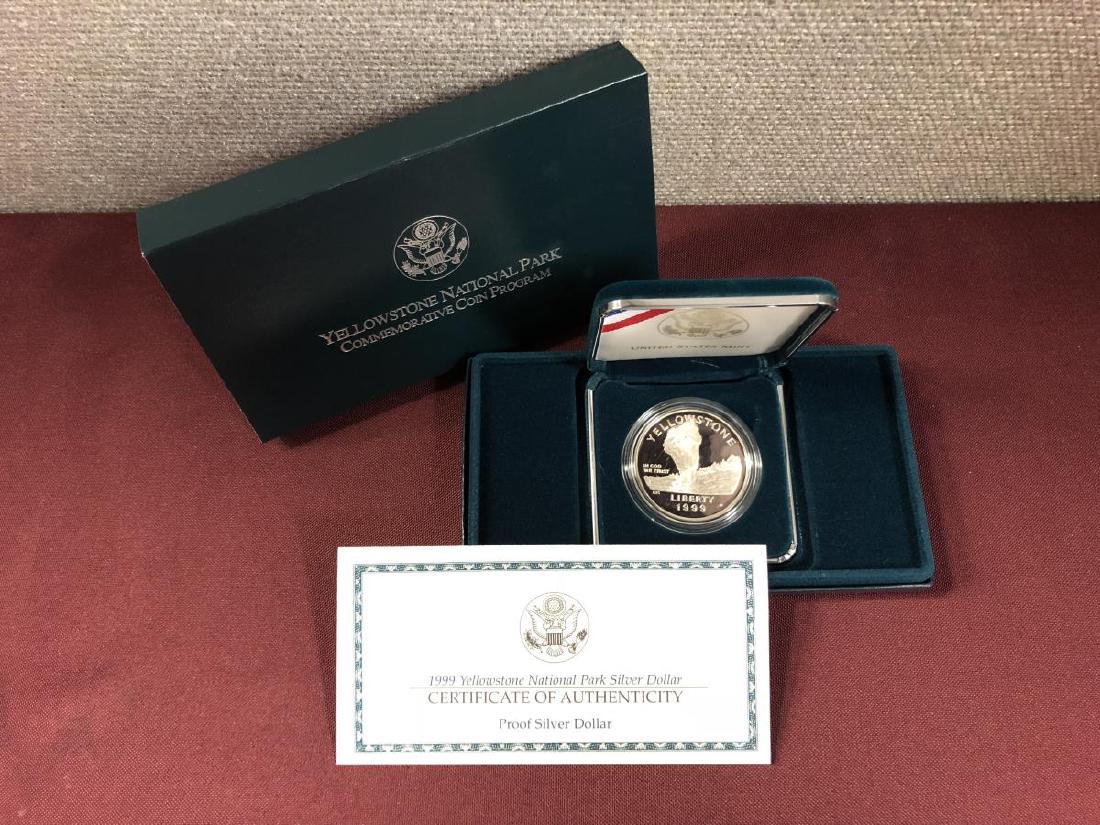 YELLOWSTONE NATIONAL PARK
COMMEMORATIVE COIN PROGRAM
UNITED STATES MINT
YELLOWSTONE
IN GOD
WE TRUST
LIBERTY
1999
1999 Yellowstone National Park Silver Dollar
CERTIFICATE OF AUTHENTICITY
Proof Silver Dollar